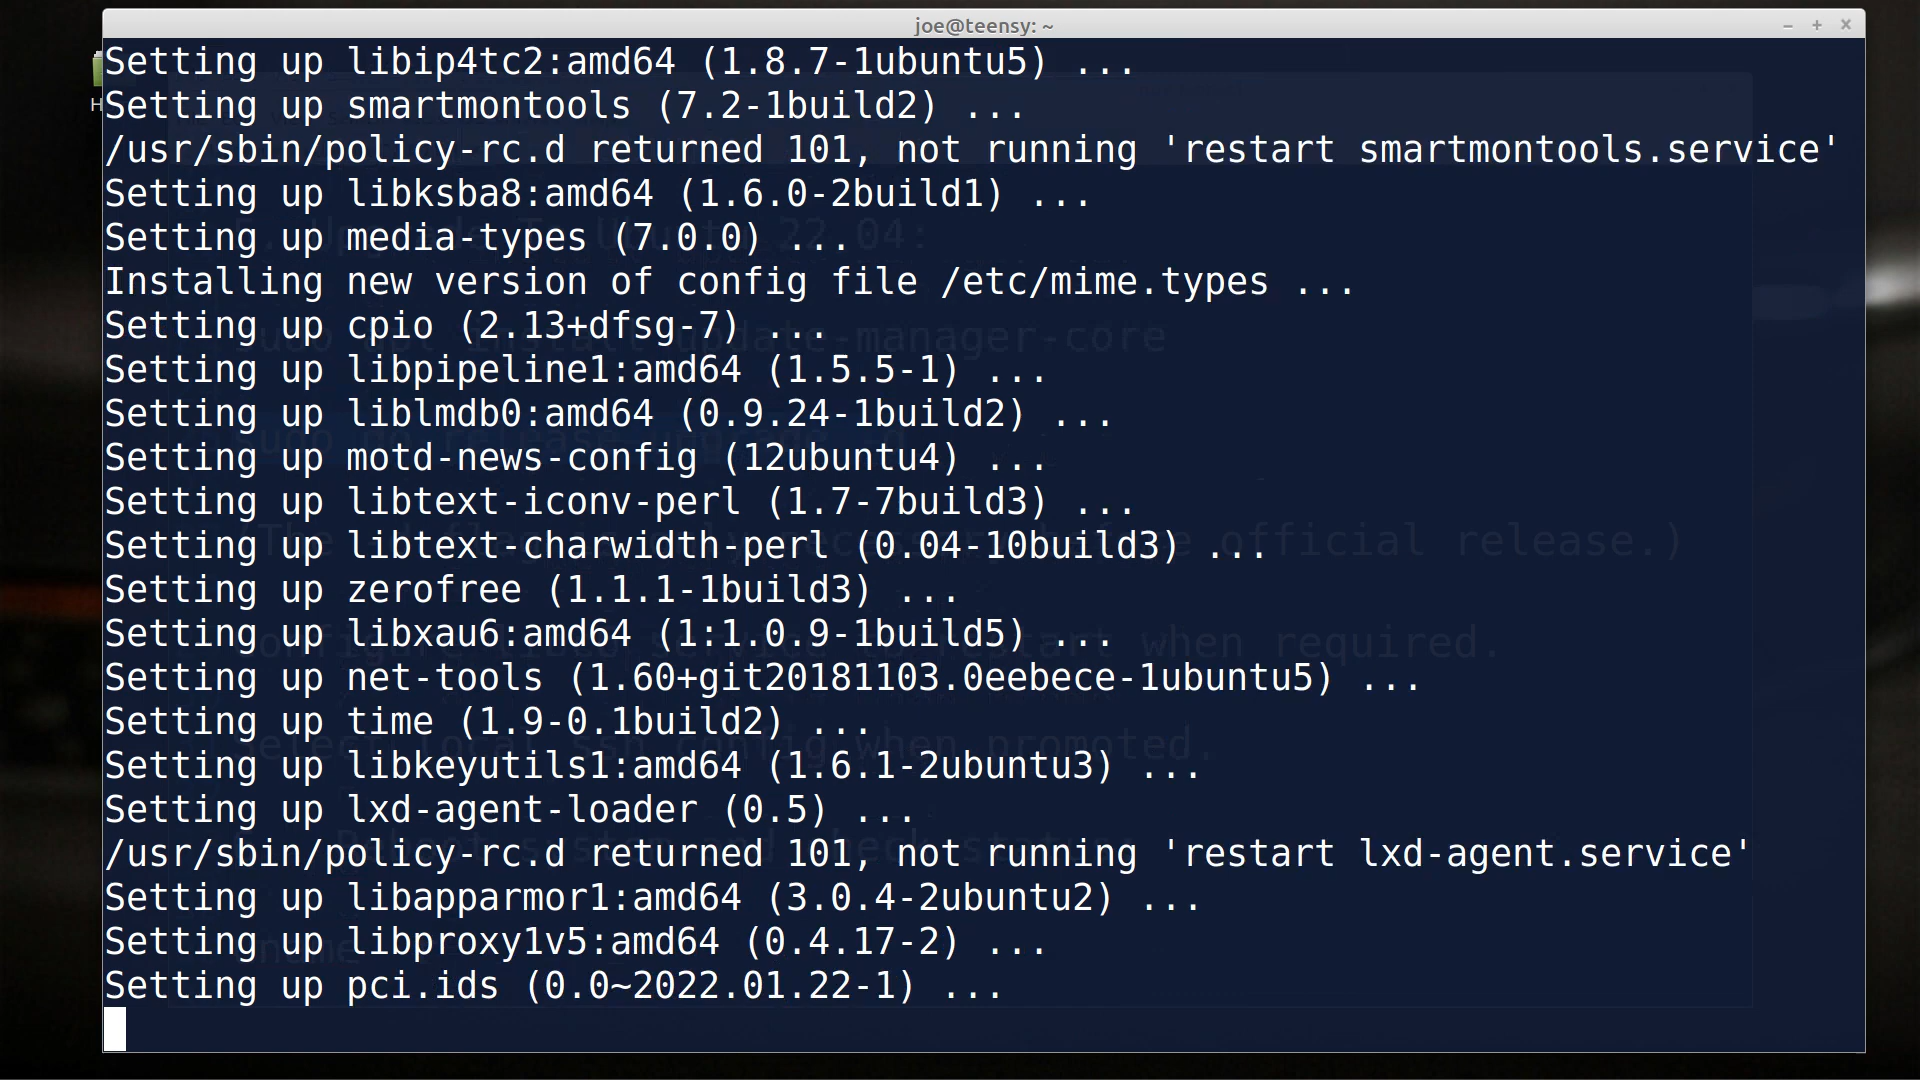 joe@teensy: ~
Setting up libip4tc2:amd64 (1.8.7-1ubuntu5) ...
Setting up smartmontools (7.2-1build2) ...
/usr/sbin/policy-rc.d returned 101, not running 'restart smartmontools.service'
Setting up libksba8:amd64 (1.6.0-2build1) ...
Setting up media-types (7.0.0) ...
Installing new version of config file /etc/mime.types ...
Setting up cpio (2.13+dfsg-7) ...
Setting up libpipeline1:amd64 (1.5.5-1) ...
Setting up liblmdb0:amd64 (0.9.24-1build2) ...
Setting up motd-news-config (12ubuntu4) ...
Setting up libtext-iconv-perl (1.7-7build3) ...
Setting up libtext-charwidth-perl (0.04-10build3) ...
Setting up zerofree (1.1.1-1build3) ...
Setting up libxau6:amd64 (1:1.0.9-1build5) ...
Setting up net-tools (1.60+git20181103.0eebece-1ubuntu5) ...
Setting up time (1.9-0.1build2) ...
Setting up libkeyutils1:amd64 (1.6.1-2ubuntu3) ...
Setting up lxd-agent-loader (0.5) ...
/usr/sbin/policy-rc.d returned 101, not running 'restart lxd-agent.service'
Setting up libapparmor1:amd64 (3.0.4-2ubuntu2) ...
Setting up libproxy1v5:amd64 (0.4.17-2) ...
Setting up pci.ids (0.0~2022.01.22-1) ...